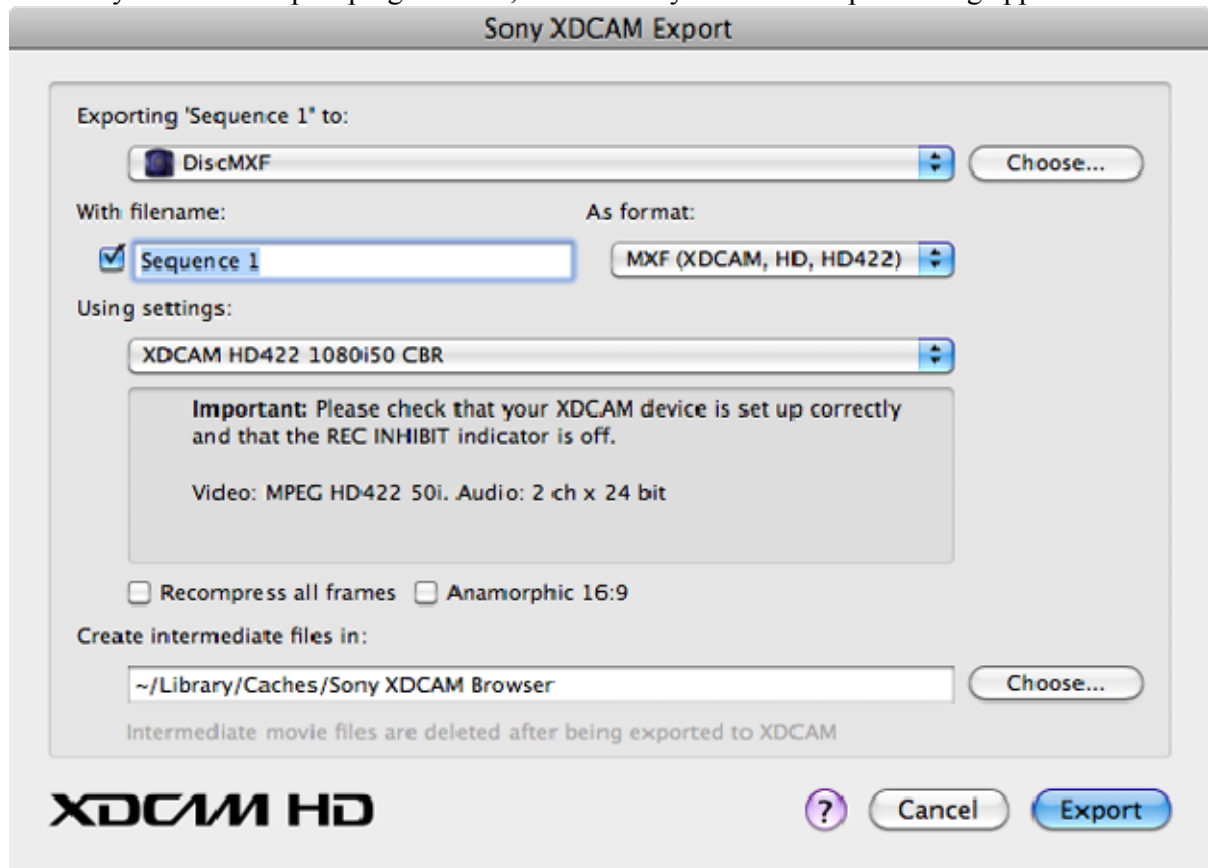 Sony XDCAM Export
Exporting 'Sequence 1" to:
DiscMXF
Choose...
With filename:
As format:
Sequence 1
MXF (XDCAM, HD, HD422)
Using settings:
XDCAM HD422 1080i50 CBR
Important: Please check that your XDCAM device is set up correctly
and that the REC INHIBIT indicator is off.
Video: MPEG HD422 50i. Audio: 2 ch x 24 bit
Recompress all frames
Anamorphic 16:9
Create intermediate files in:
~/Library/Caches/Sony XDCAM Browser
Choose...
Intermediate movie files are deleted after being exported to XDCAM
XDCAM HD
?
Cancel
Export